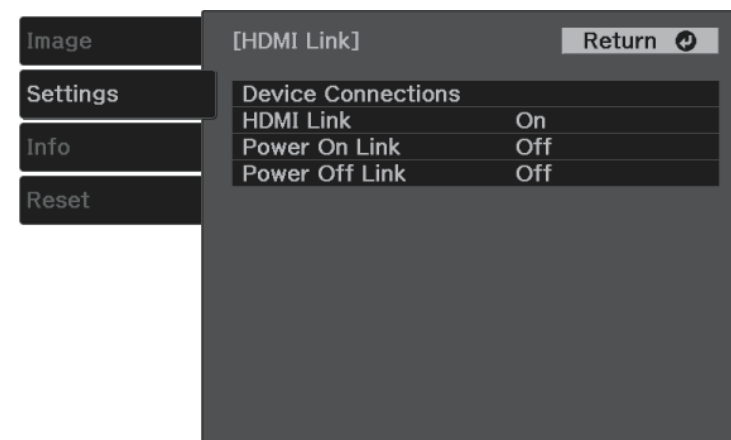 Image
Settings
Info
Reset
[HDMI Link]
Return
Device Connections
HDMI Link On
Power On Link Off
Power Off Link Off